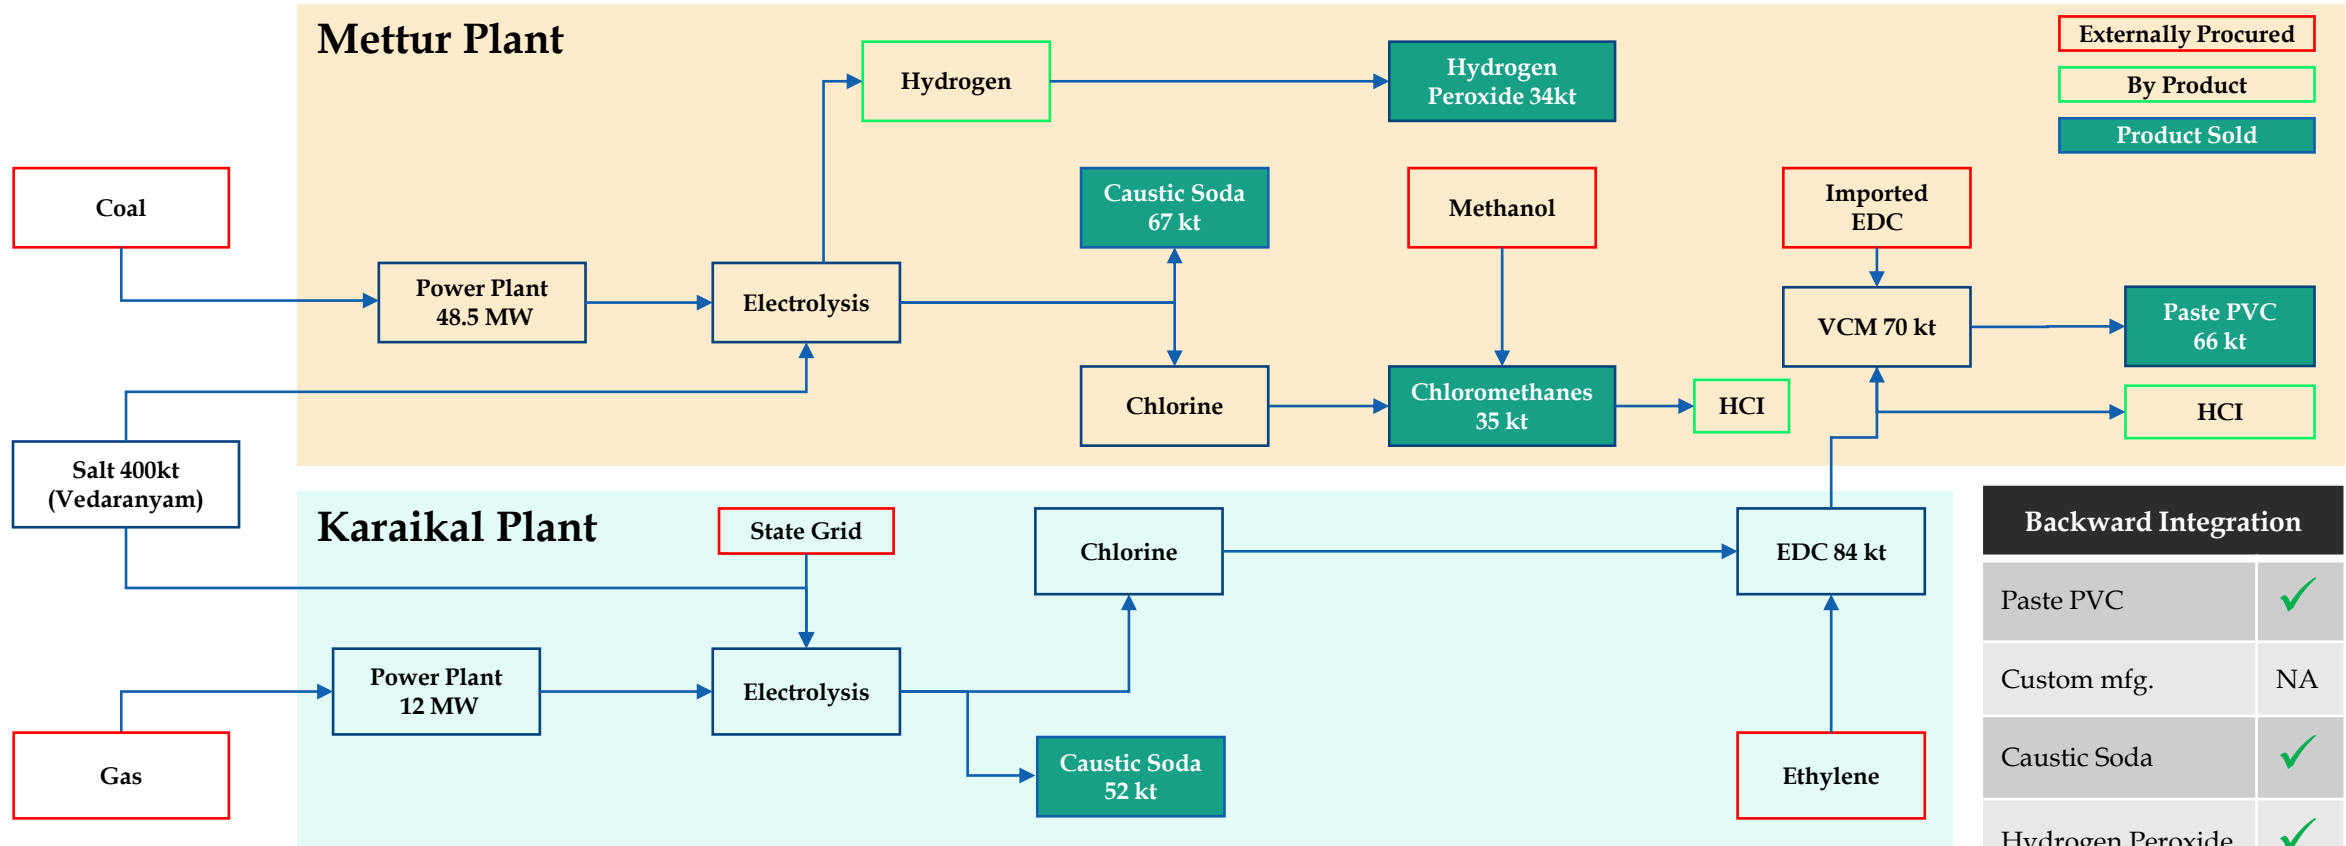 Mettur Plant
Externally Procured
By Product
Product Sold
Hydrogen
Hydrogen
Peroxide 34kt
Coal
Caustic Soda
67 kt
Methanol
Imported
EDC
Power Plant
48.5 MW
Electrolysis
VCM 70 kt
Paste PVC
66 kt
Chlorine
Chloromethanes
35 kt
HCI
HCI
Salt 400kt
(Vedaranyam)
Karaikal Plant
State Grid
Chlorine
EDC 84 kt
Power Plant
12 MW
Electrolysis
Gas
Caustic Soda
52 kt
Ethylene
Backward Integration
Paste PVC ✓
Custom mfg. NA
Caustic Soda ✓
Hydrogen Peroxide ✓